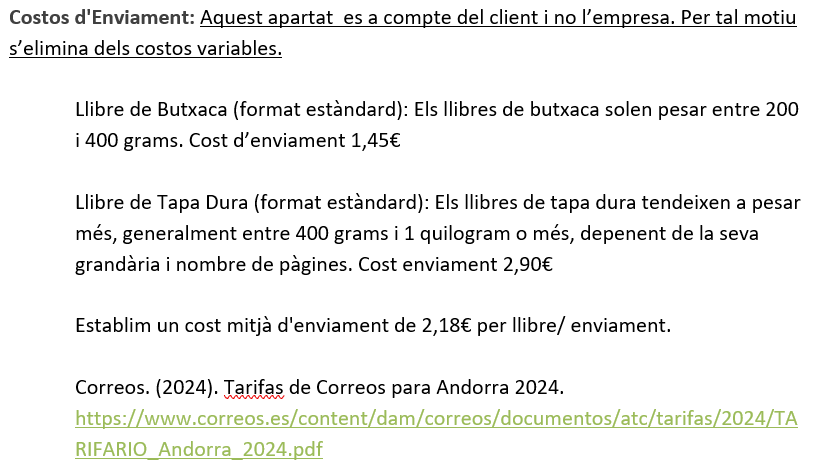 Costos d'Enviament: Aquest apartat  es a compte del client i no l’empresa. Per tal motiu
s’elimina dels costos variables.
Llibre de Butxaca (format estàndard): Els llibres de butxaca solen pesar entre 200
i 400 grams. Cost d’enviament 1,45€
Llibre de Tapa Dura (format estàndard): Els llibres de tapa dura tendeixen a pesar
més, generalment entre 400 grams i 1 quilogram o més, depenent de la seva
grandària i nombre de pàgines. Cost enviament 2,90€
Establim un cost mitjà d'enviament de 2,18€ per llibre/ enviament.
Correos. (2024). Tarifas de Correos para Andorra 2024.
https://www.correos.es/content/dam/correos/documentos/atc/tarifas/2024/TA
RIFARIO_Andorra_2024.pdf